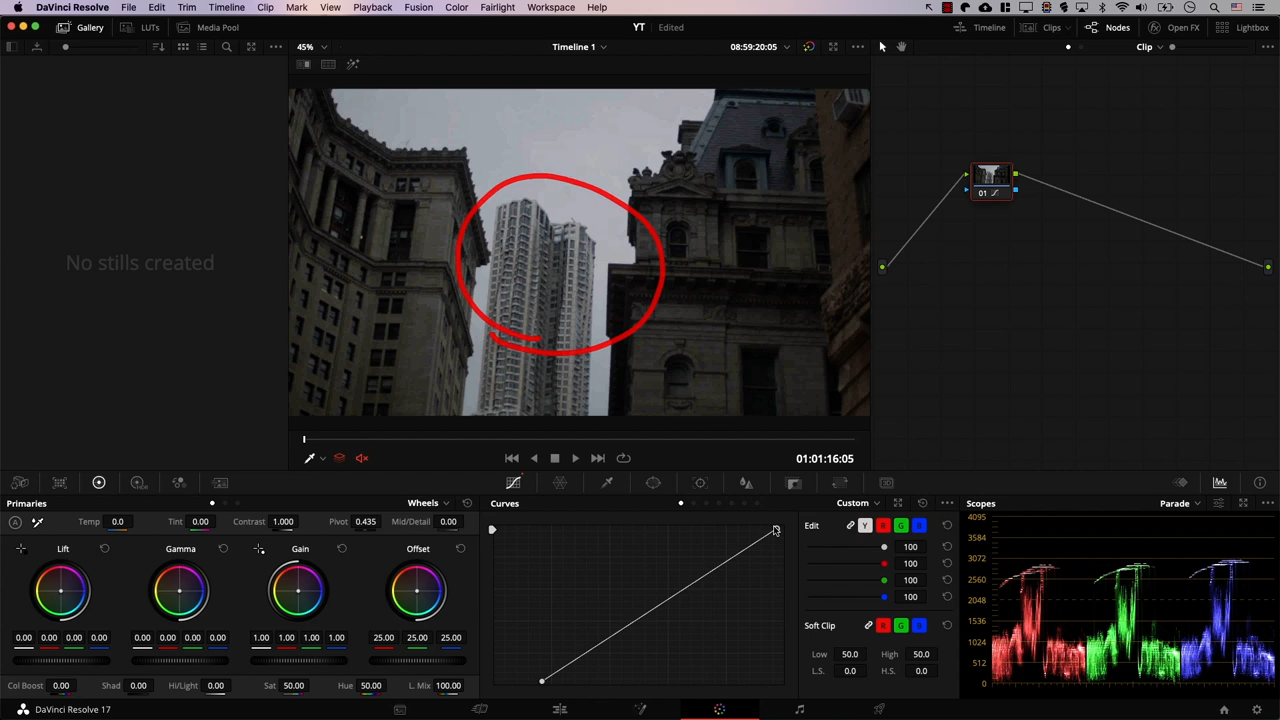 DaVinci Resolve File Edit Trim Timeline Clip Mark View Playback Color Fusion Fairlight Workspace Help
Gallery LUTs Media Pool YT Edited Timeline Clips Nodes Open FX Lightbox
45% Timeline 1 08:59:20:05 Clip
No stills created
01
01:01:16:05
Primaries Wheels Curves Custom Scopes Parade
A Temp 0.0 Tint 0.00 Contrast 1.000 Pivot 0.435 Mid/Detail 0.00
Lift Gamma Gain Offset
0.00 0.00 0.00 0.00 0.00 0.00 0.00 0.00 1.00 1.00 1.00 1.00 25.00 25.00 25.00
Col Boost 0.00 Shad 0.00 Hi/Light 0.00 Sat 50.00 Hue 50.00 L. Mix 100.00
Edit Y R G B
100
100
100
100
Soft Clip R G B
Low 50.0 High 50.0
L.S. 0.0 H.S. 0.0
4095
3584
3072
2560
2048
1536
1024
512
0
DaVinci Resolve 17